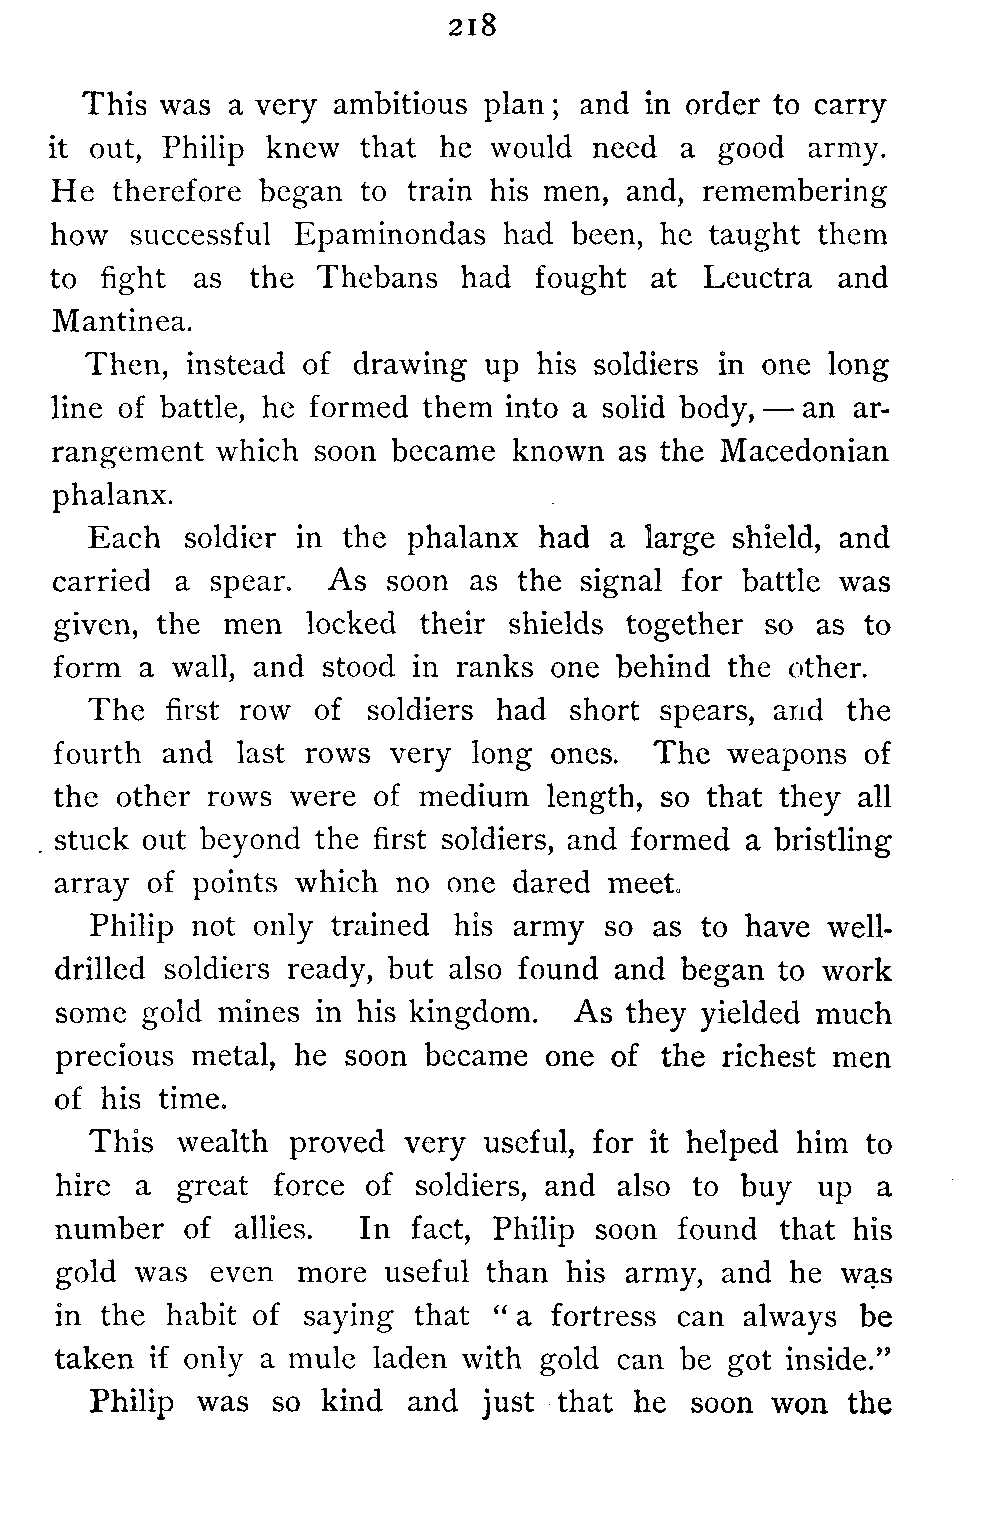 218
This was a very ambitious plan; and in order to carry
it out, Philip knew that he would need a good army.
He therefore began to train his men, and, remembering
how successful Epaminondas had been, he taught them
to fight as the Thebans had fought at Leuctra and
Mantinea.
Then, instead of drawing up his soldiers in one long
line of battle, he formed them into a solid body, — an ar-
rangement which soon became known as the Macedonian
phalanx.
Each soldier in the phalanx had a large shield, and
carried a spear. As soon as the signal for battle was
given, the men locked their shields together so as to
form a wall, and stood in ranks one behind the other.
The first row of soldiers had short spears, and the
fourth and last rows very long ones. The weapons of
the other rows were of medium length, so that they all
stuck out beyond the first soldiers, and formed a bristling
array of points which no one dared meet.
Philip not only trained his army so as to have well-
drilled soldiers ready, but also found and began to work
some gold mines in his kingdom. As they yielded much
precious metal, he soon became one of the richest men
of his time.
This wealth proved very useful, for it helped him to
hire a great force of soldiers, and also to buy up a
number of allies. In fact, Philip soon found that his
gold was even more useful than his army, and he was
in the habit of saying that “a fortress can always be
taken if only a mule laden with gold can be got inside.”
Philip was so kind and just that he soon won the